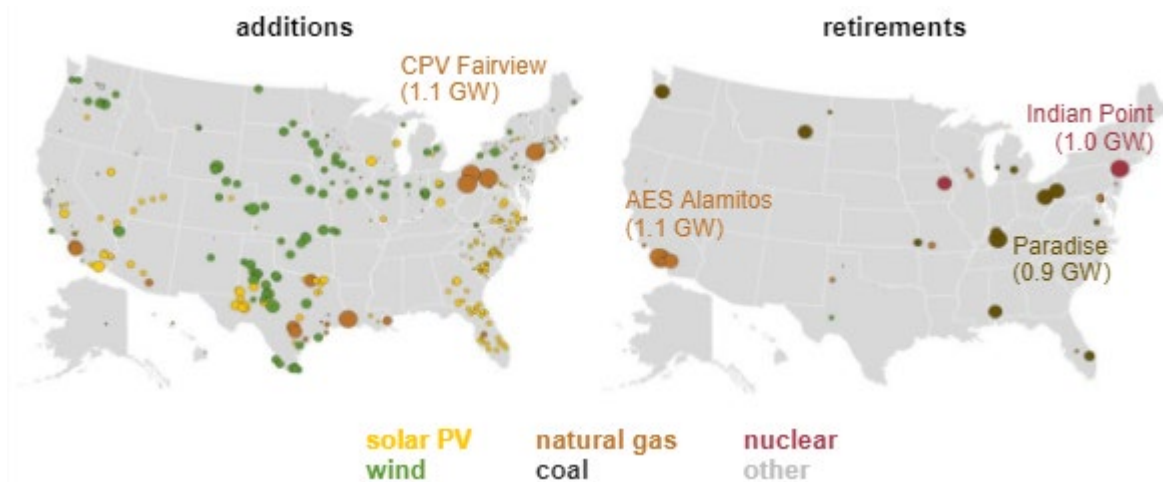 additions
CPV Fairview
(1.1 GW)
retirements
Indian Point
(1.0 GW)
AES Alamitos
(1.1 GW)
Paradise
(0.9 GW)
solar PV natural gas nuclear
wind coal other